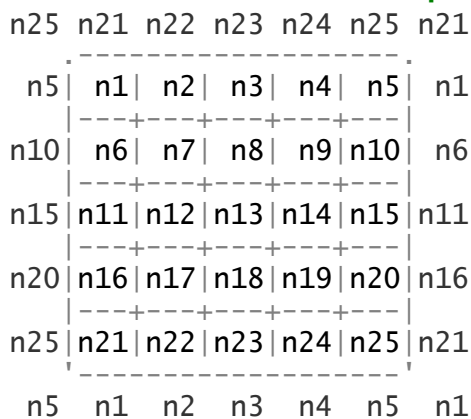 n25 n21 n22 n23 n24 n25 n21
.-------------------.
n5| n1| n2| n3| n4| n5| n1
|---+---+---+---+---|
n10| n6| n7| n8| n9|n10| n6
|---+---+---+---+---|
n15|n11|n12|n13|n14|n15|n11
|---+---+---+---+---|
n20|n16|n17|n18|n19|n20|n16
|---+---+---+---+---|
n25|n21|n22|n23|n24|n25|n21
'-------------------'
n5 n1 n2 n3 n4 n5 n1